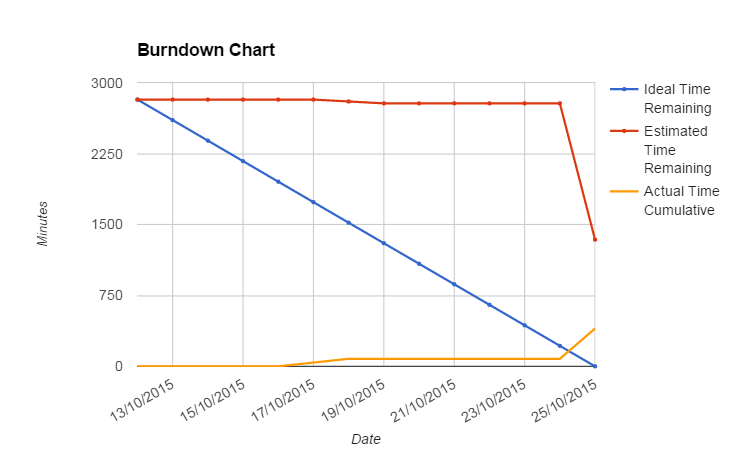 Burndown Chart
3000
2250
1500
750
0
Minutes
13/10/2015
15/10/2015
17/10/2015
19/10/2015
21/10/2015
23/10/2015
25/10/2015
Date
Ideal Time
Remaining
Estimated
Time
Remaining
Actual Time
Cumulative